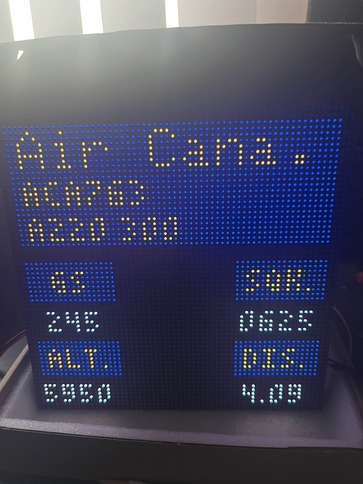 Air Cana.
ACA763
A220 300
GS SQK.
245 0625
ALT. DIS.
5950 4.09